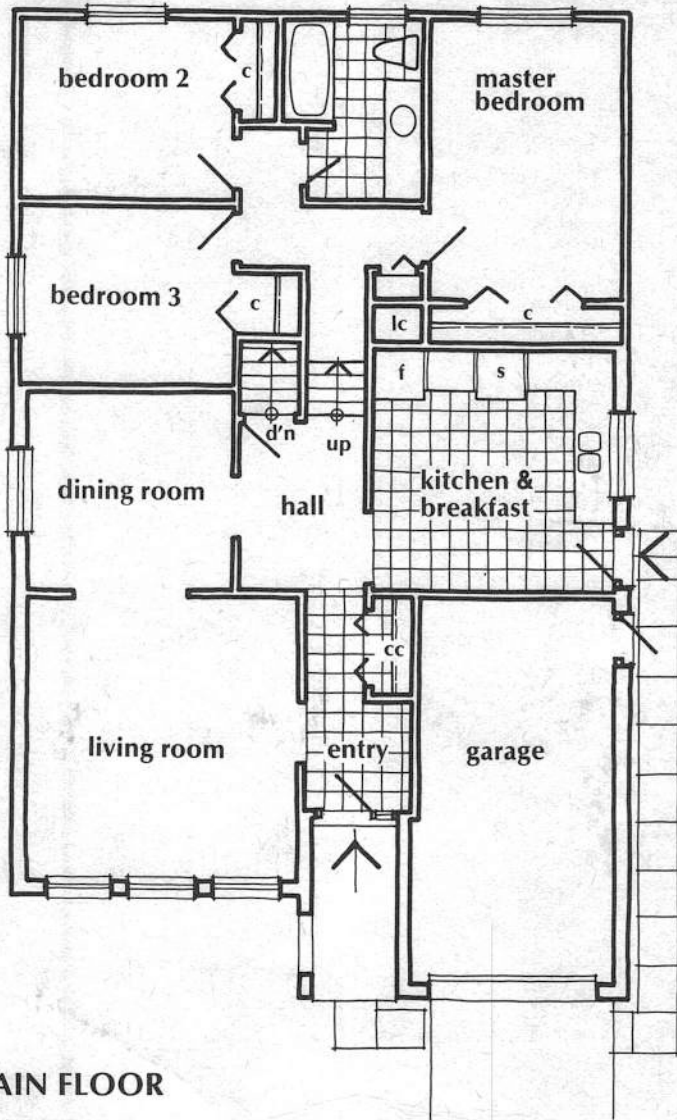 bedroom 2
c
master
bedroom
bedroom 3
c
lc
c
f
s
d'n
up
dining room
hall
kitchen &
breakfast
cc
living room
entry
garage
AIN FLOOR